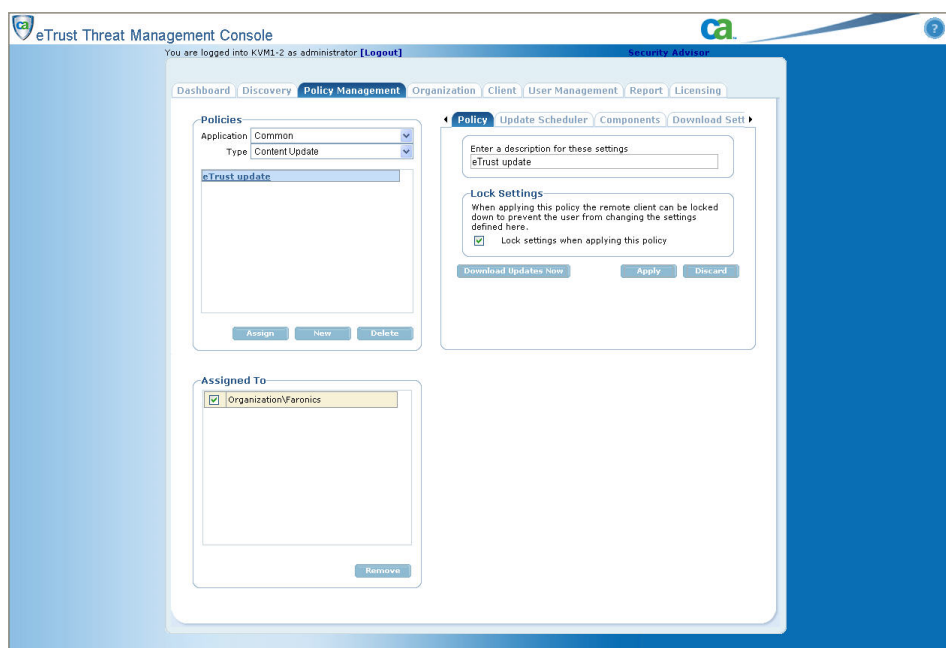 ca
eTrust Threat Management Console
ca
?
You are logged into KVM1-2 as administrator [Logout]
Security Advisor
Dashboard Discovery Policy Management Organization Client User Management Report Licensing
Policies
Application Common
Type Content Update
eTrust update
Assign New Delete
Policy Update Scheduler Components Download Sett
Enter a description for these settings
eTrust update
Lock Settings
When applying this policy the remote client can be locked
down to prevent the user from changing the settings
defined here.
Lock settings when applying this policy
Download Updates Now Apply Discard
Assigned To
Organization\Faronics
Remove